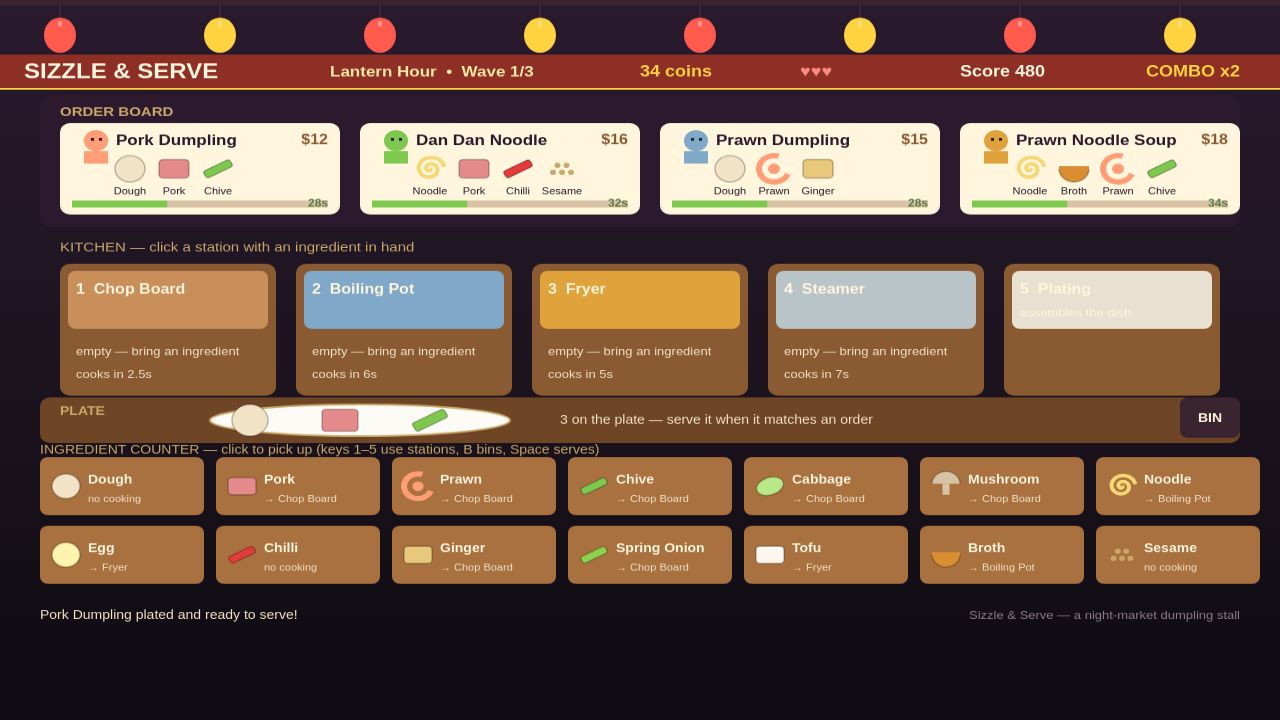 SIZZLE & SERVE
Lantern Hour • Wave 1/3
34 coins
♥♥♥
Score 480
COMBO x2
ORDER BOARD
Pork Dumpling $12
Dough Pork Chive
28s
Dan Dan Noodle $16
Noodle Pork Chilli Sesame
32s
Prawn Dumpling $15
Dough Prawn Ginger
28s
Prawn Noodle Soup $18
Noodle Broth Prawn Chive
34s
KITCHEN — click a station with an ingredient in hand
1 Chop Board
empty — bring an ingredient
cooks in 2.5s
2 Boiling Pot
empty — bring an ingredient
cooks in 6s
3 Fryer
empty — bring an ingredient
cooks in 5s
4 Steamer
empty — bring an ingredient
cooks in 7s
5 Plating
assembles the dish
PLATE
3 on the plate — serve it when it matches an order
BIN
INGREDIENT COUNTER — click to pick up (keys 1–5 use stations, B bins, Space serves)
Dough
no cooking
Pork
→ Chop Board
Prawn
→ Chop Board
Chive
→ Chop Board
Cabbage
→ Chop Board
Mushroom
→ Chop Board
Noodle
→ Boiling Pot
Egg
→ Fryer
Chilli
no cooking
Ginger
→ Chop Board
Spring Onion
→ Chop Board
Tofu
→ Fryer
Broth
→ Boiling Pot
Sesame
no cooking
Pork Dumpling plated and ready to serve!
Sizzle & Serve — a night-market dumpling stall